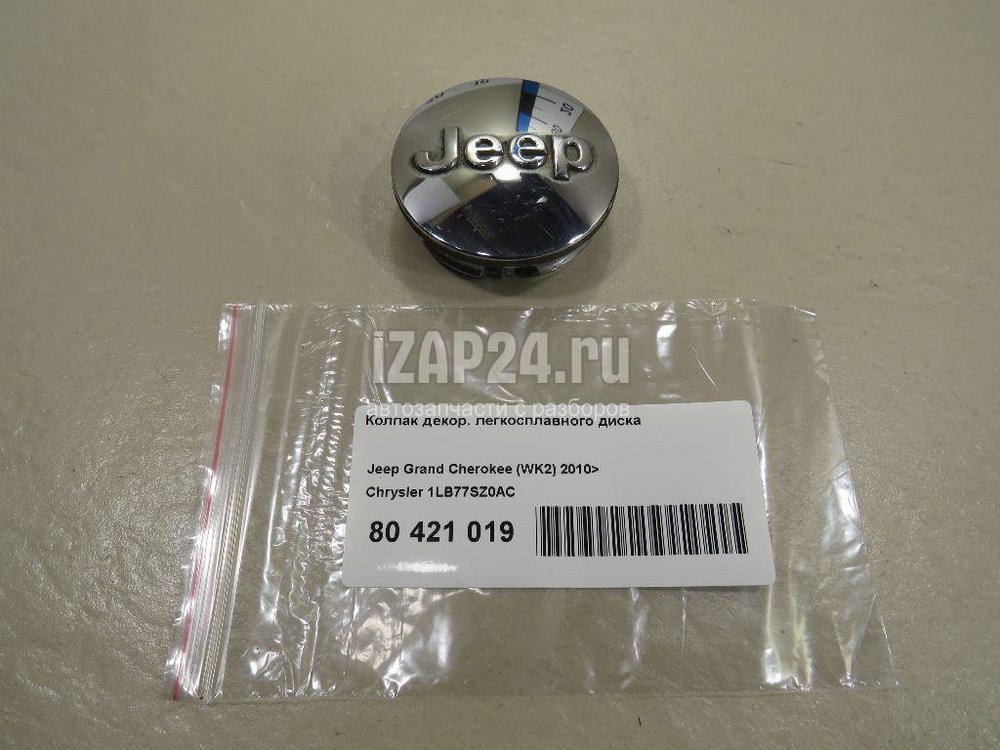 Jeep
iZAP24.ru
автозапчасти с разборов
Колпак декор. легкосплавного диска
Jeep Grand Cherokee (WK2) 2010>
Chrysler 1LB77SZ0AC
80 421 019